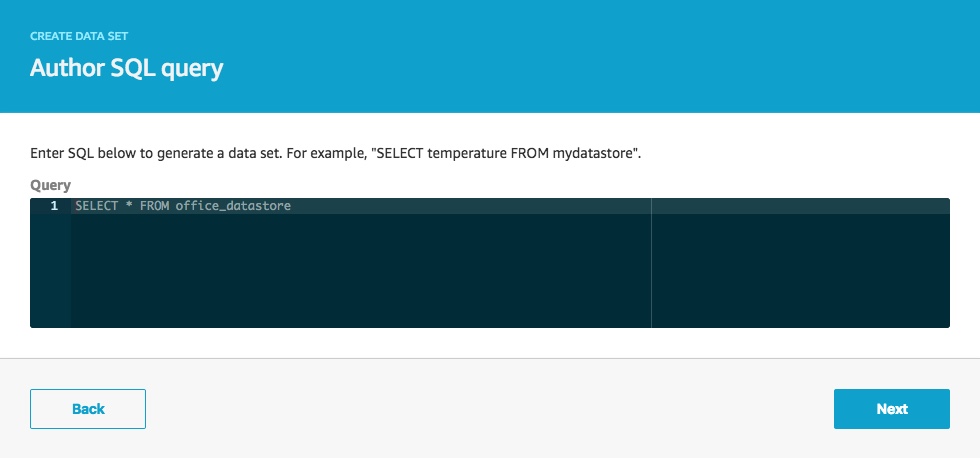 CREATE DATA SET
Author SQL query
Enter SQL below to generate a data set. For example, "SELECT temperature FROM mydatastore".
Query
1 SELECT * FROM office_datastore
Back
Next